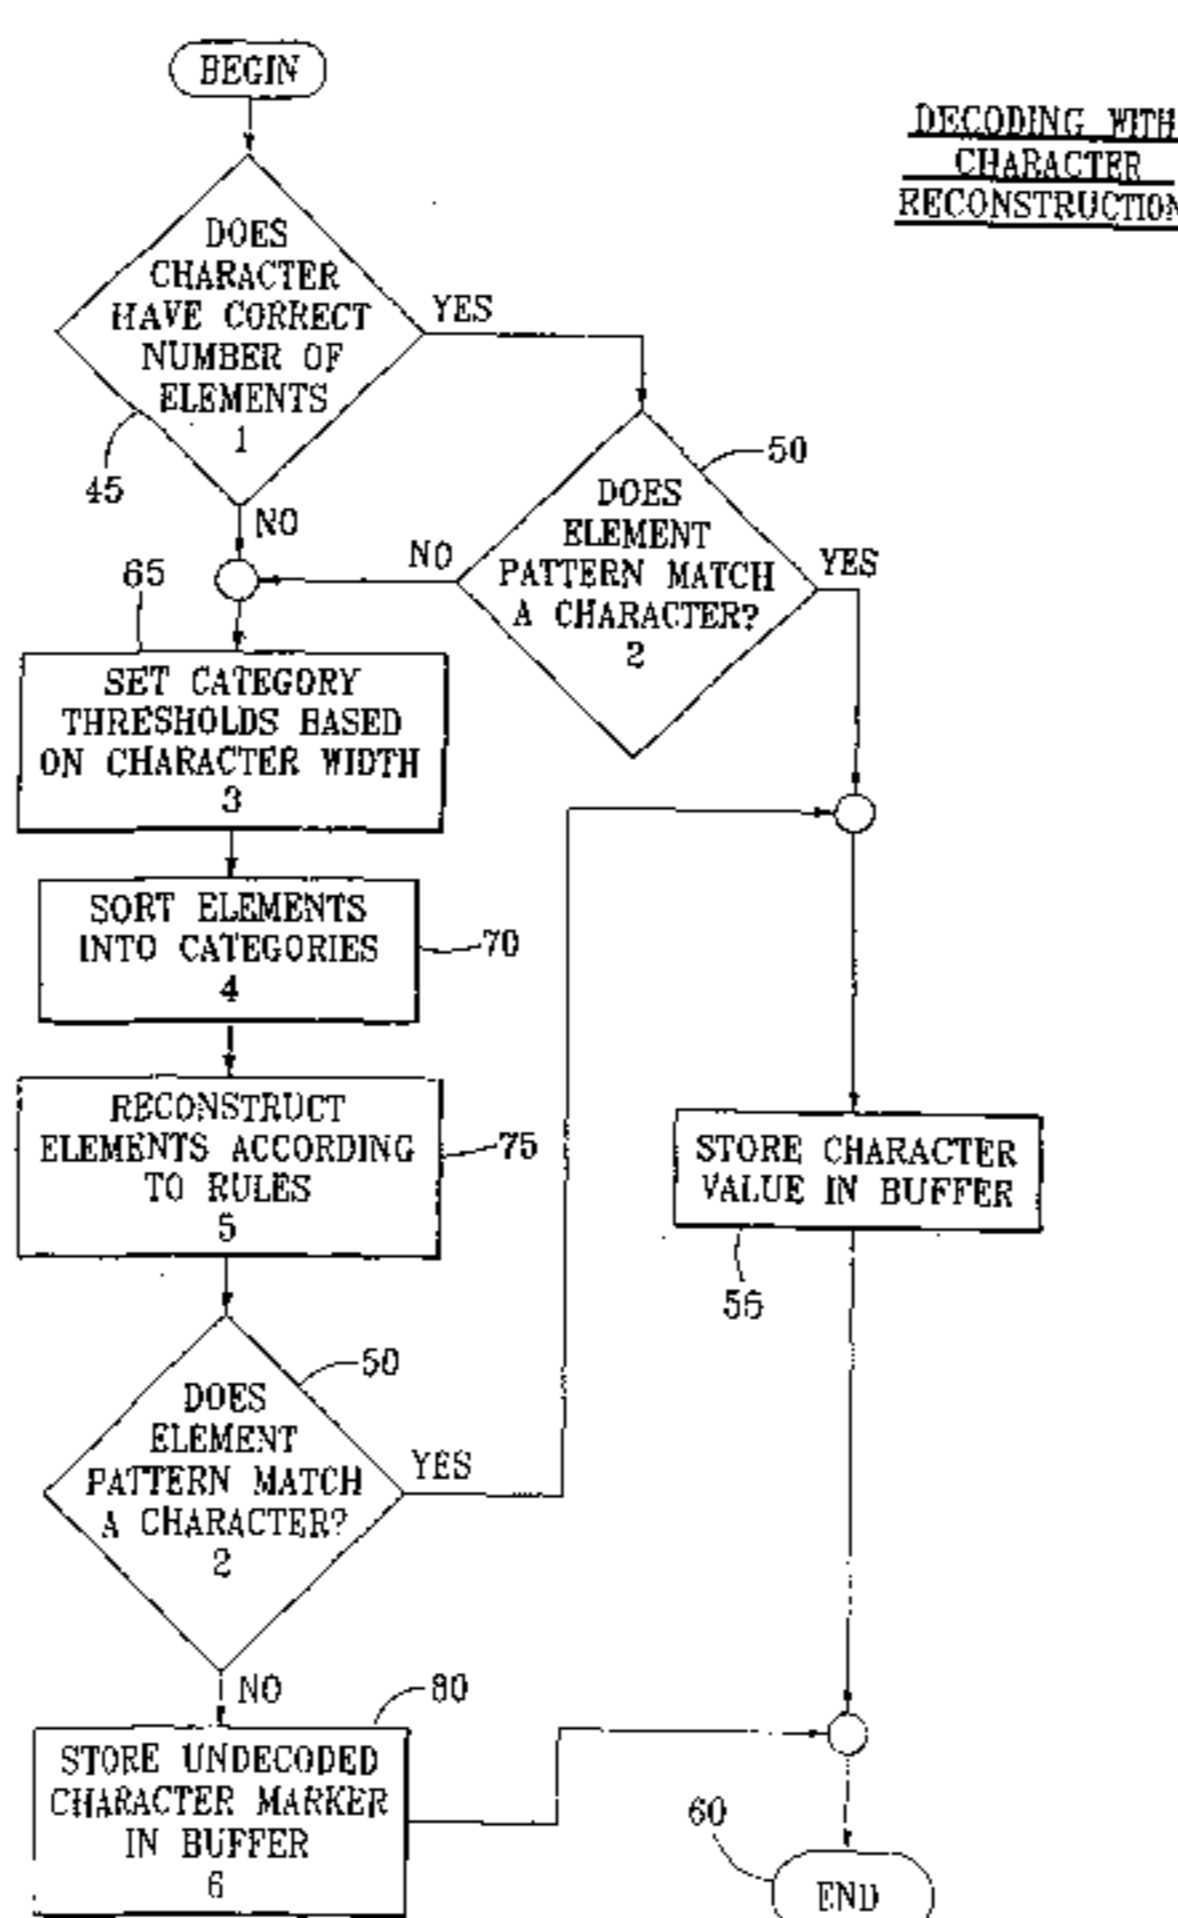 BEGIN
DECODING WITH
CHARACTER
RECONSTRUCTION
DOES
CHARACTER
HAVE CORRECT
NUMBER OF
ELEMENTS
1
45
YES
NO
50
DOES
ELEMENT
PATTERN MATCH
A CHARACTER?
2
NO
YES
65
SET CATEGORY
THRESHOLDS BASED
ON CHARACTER WIDTH
3
SORT ELEMENTS
INTO CATEGORIES
4
70
RECONSTRUCT
ELEMENTS ACCORDING
TO RULES
5
75
STORE CHARACTER
VALUE IN BUFFER
56
50
DOES
ELEMENT
PATTERN MATCH
A CHARACTER?
2
YES
NO
80
STORE UNDECODED
CHARACTER MARKER
IN BUFFER
6
60
END